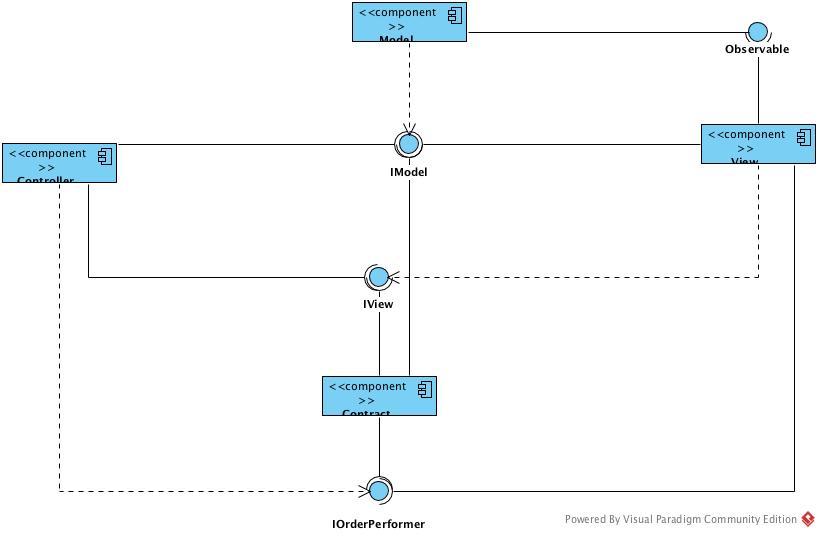 <<component
>>
Model
Observable
<<component
>>
View
<<component
>>
Controller
IModel
IView
<<component
>>
Contract
IOrderPerformer
Powered By Visual Paradigm Community Edition